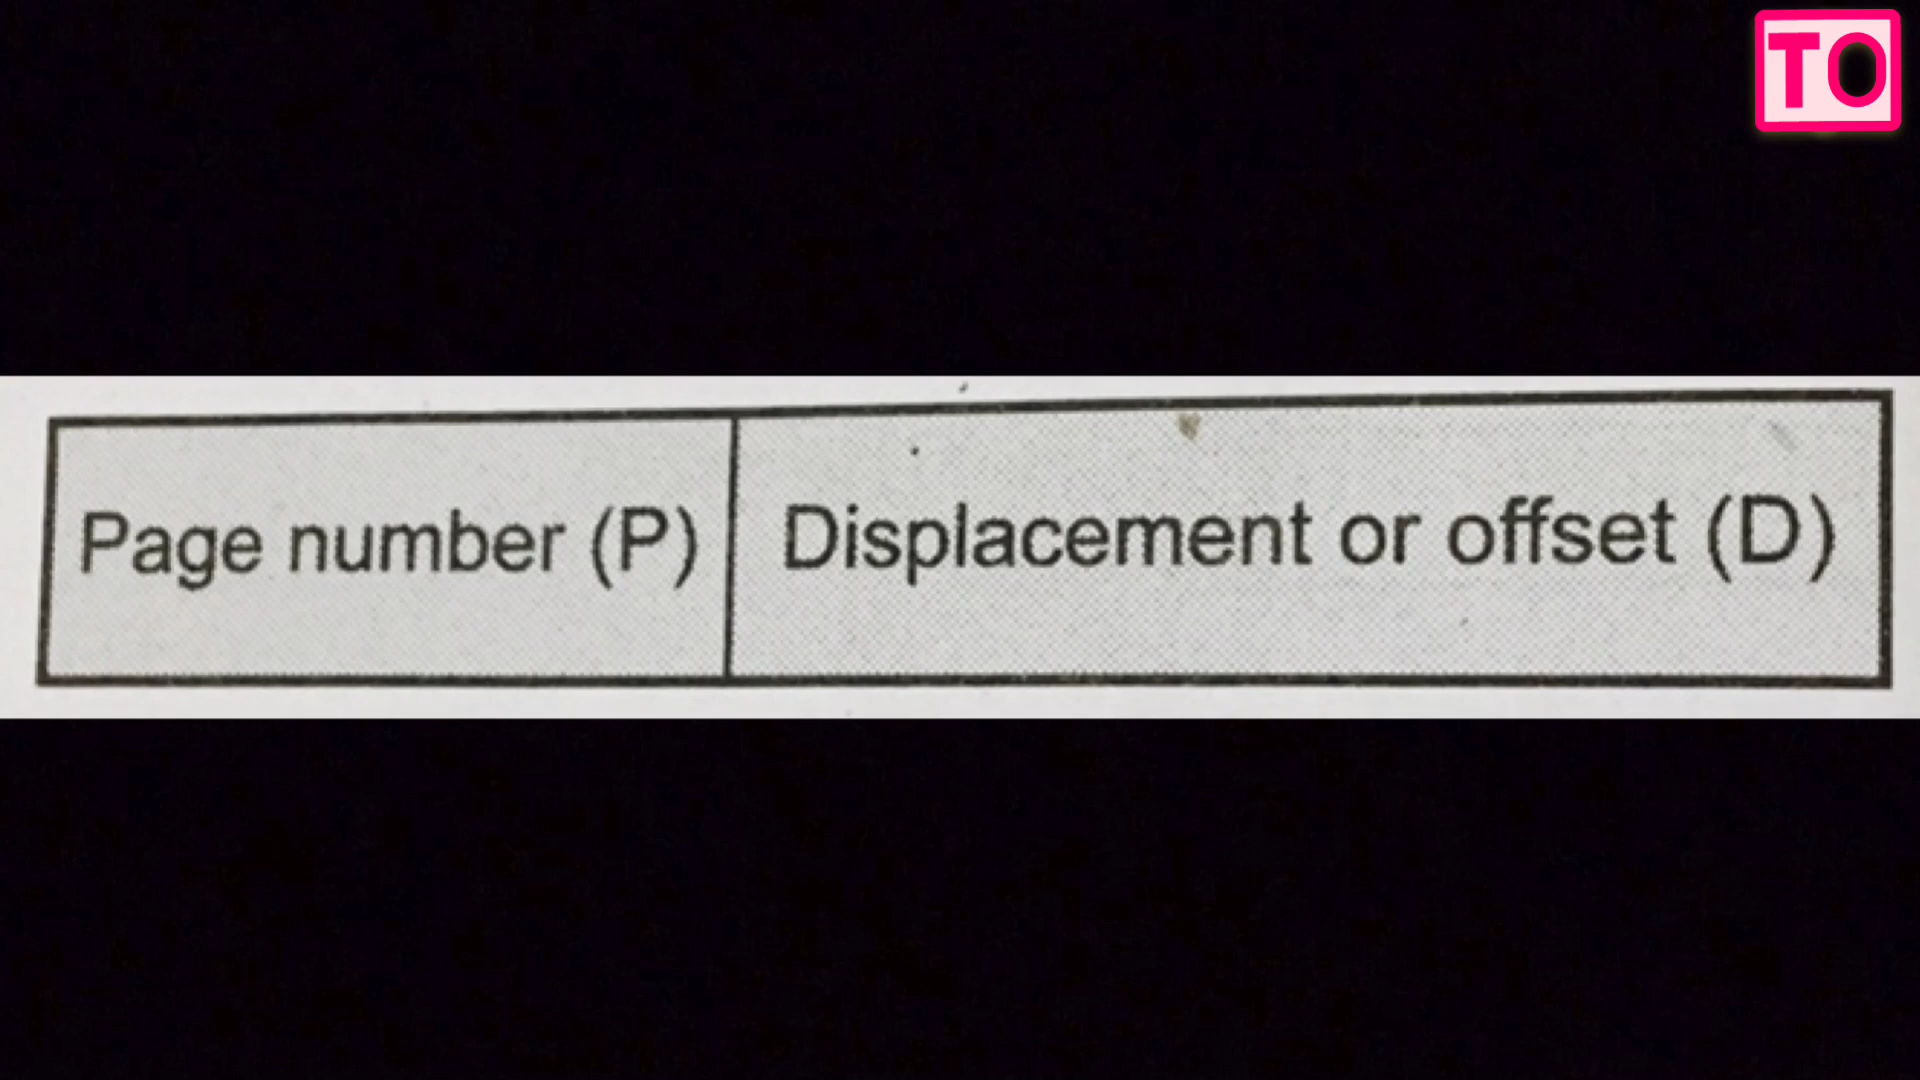 TO
Page number (P) Displacement or offset (D)